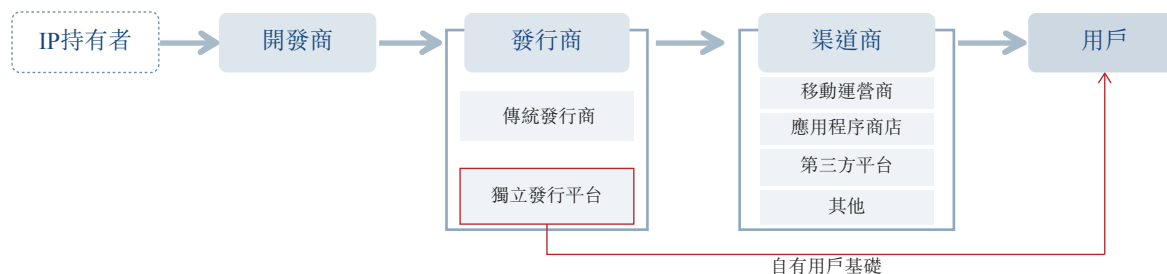 IP持有者
開發商
發行商
傳統發行商
獨立發行平台
渠道商
移動運營商
應用程序商店
第三方平台
其他
用戶
自有用戶基礎